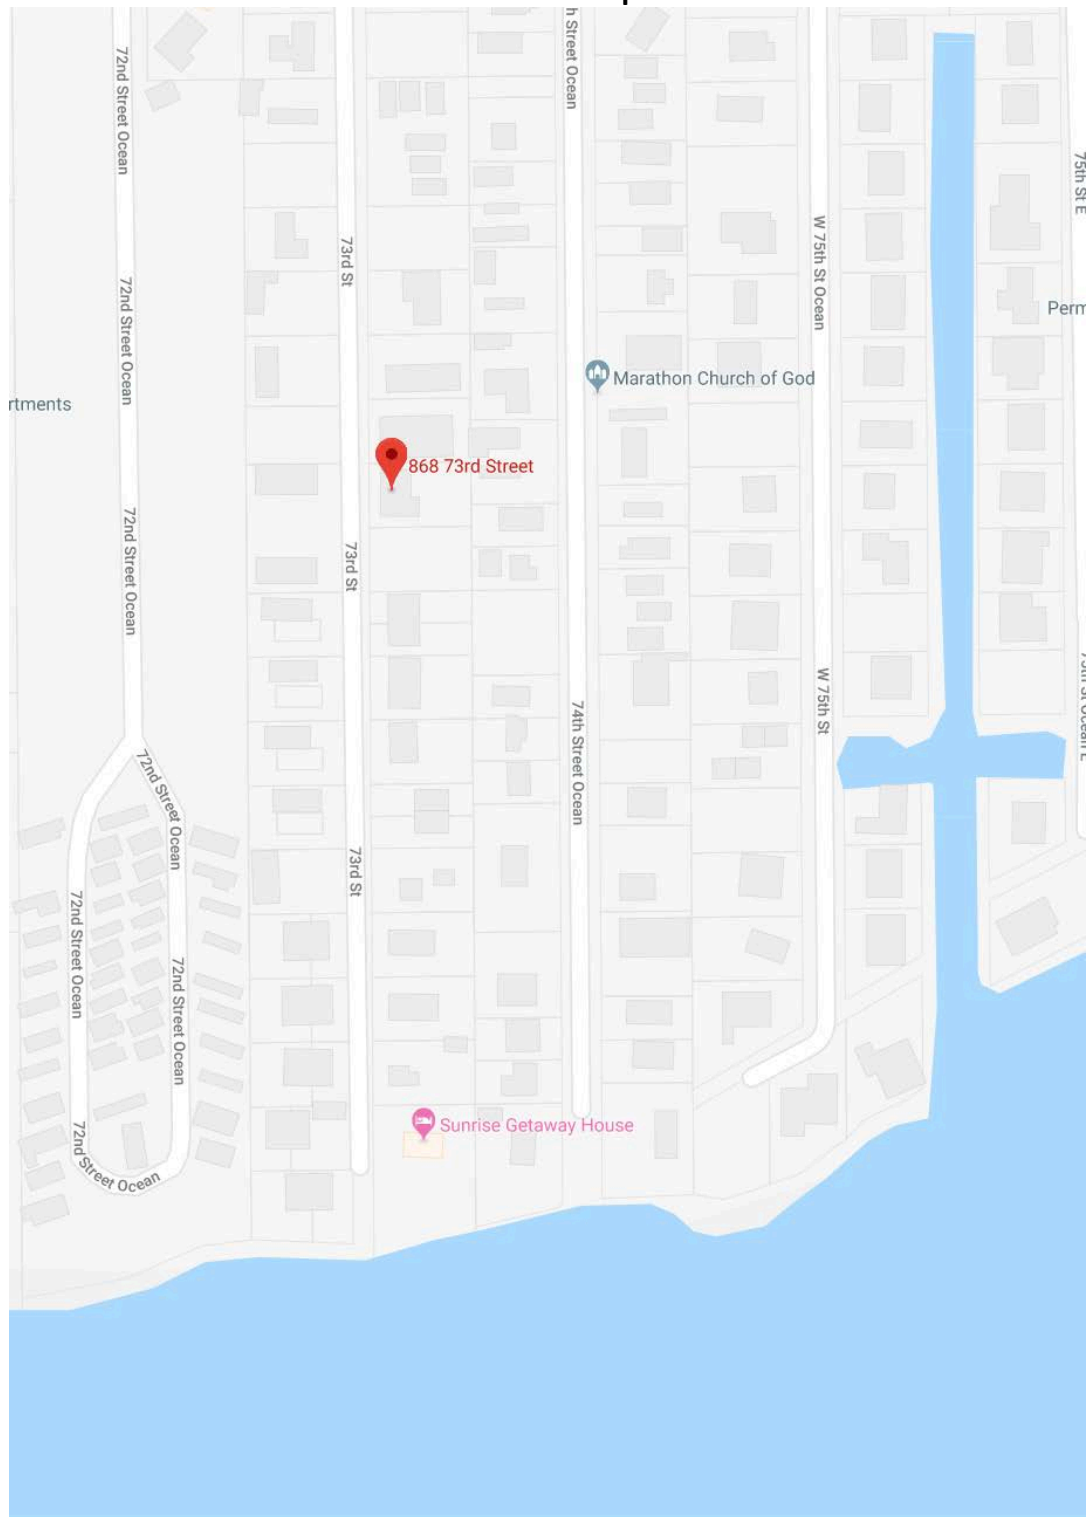 72nd Street Ocean
h Street Ocean
75th St E
73rd St
W 75th St Ocean
72nd Street Ocean
Perm
Marathon Church of God
rtments
868 73rd Street
72nd Street Ocean
73rd St
W 75th St
74th Street Ocean
72nd Street Ocean
73rd St
72nd Street Ocean
72nd Street Ocean
Sunrise Getaway House
72nd Street Ocean